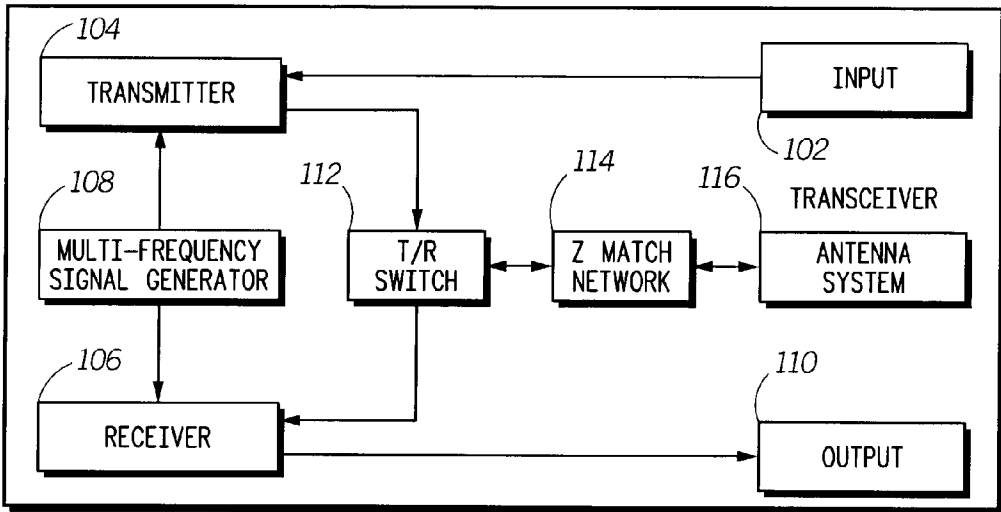 104
TRANSMITTER
INPUT
102
108
112
114
116
TRANSCEIVER
MULTI-FREQUENCY
SIGNAL GENERATOR
T/R
SWITCH
Z MATCH
NETWORK
ANTENNA
SYSTEM
106
110
RECEIVER
OUTPUT